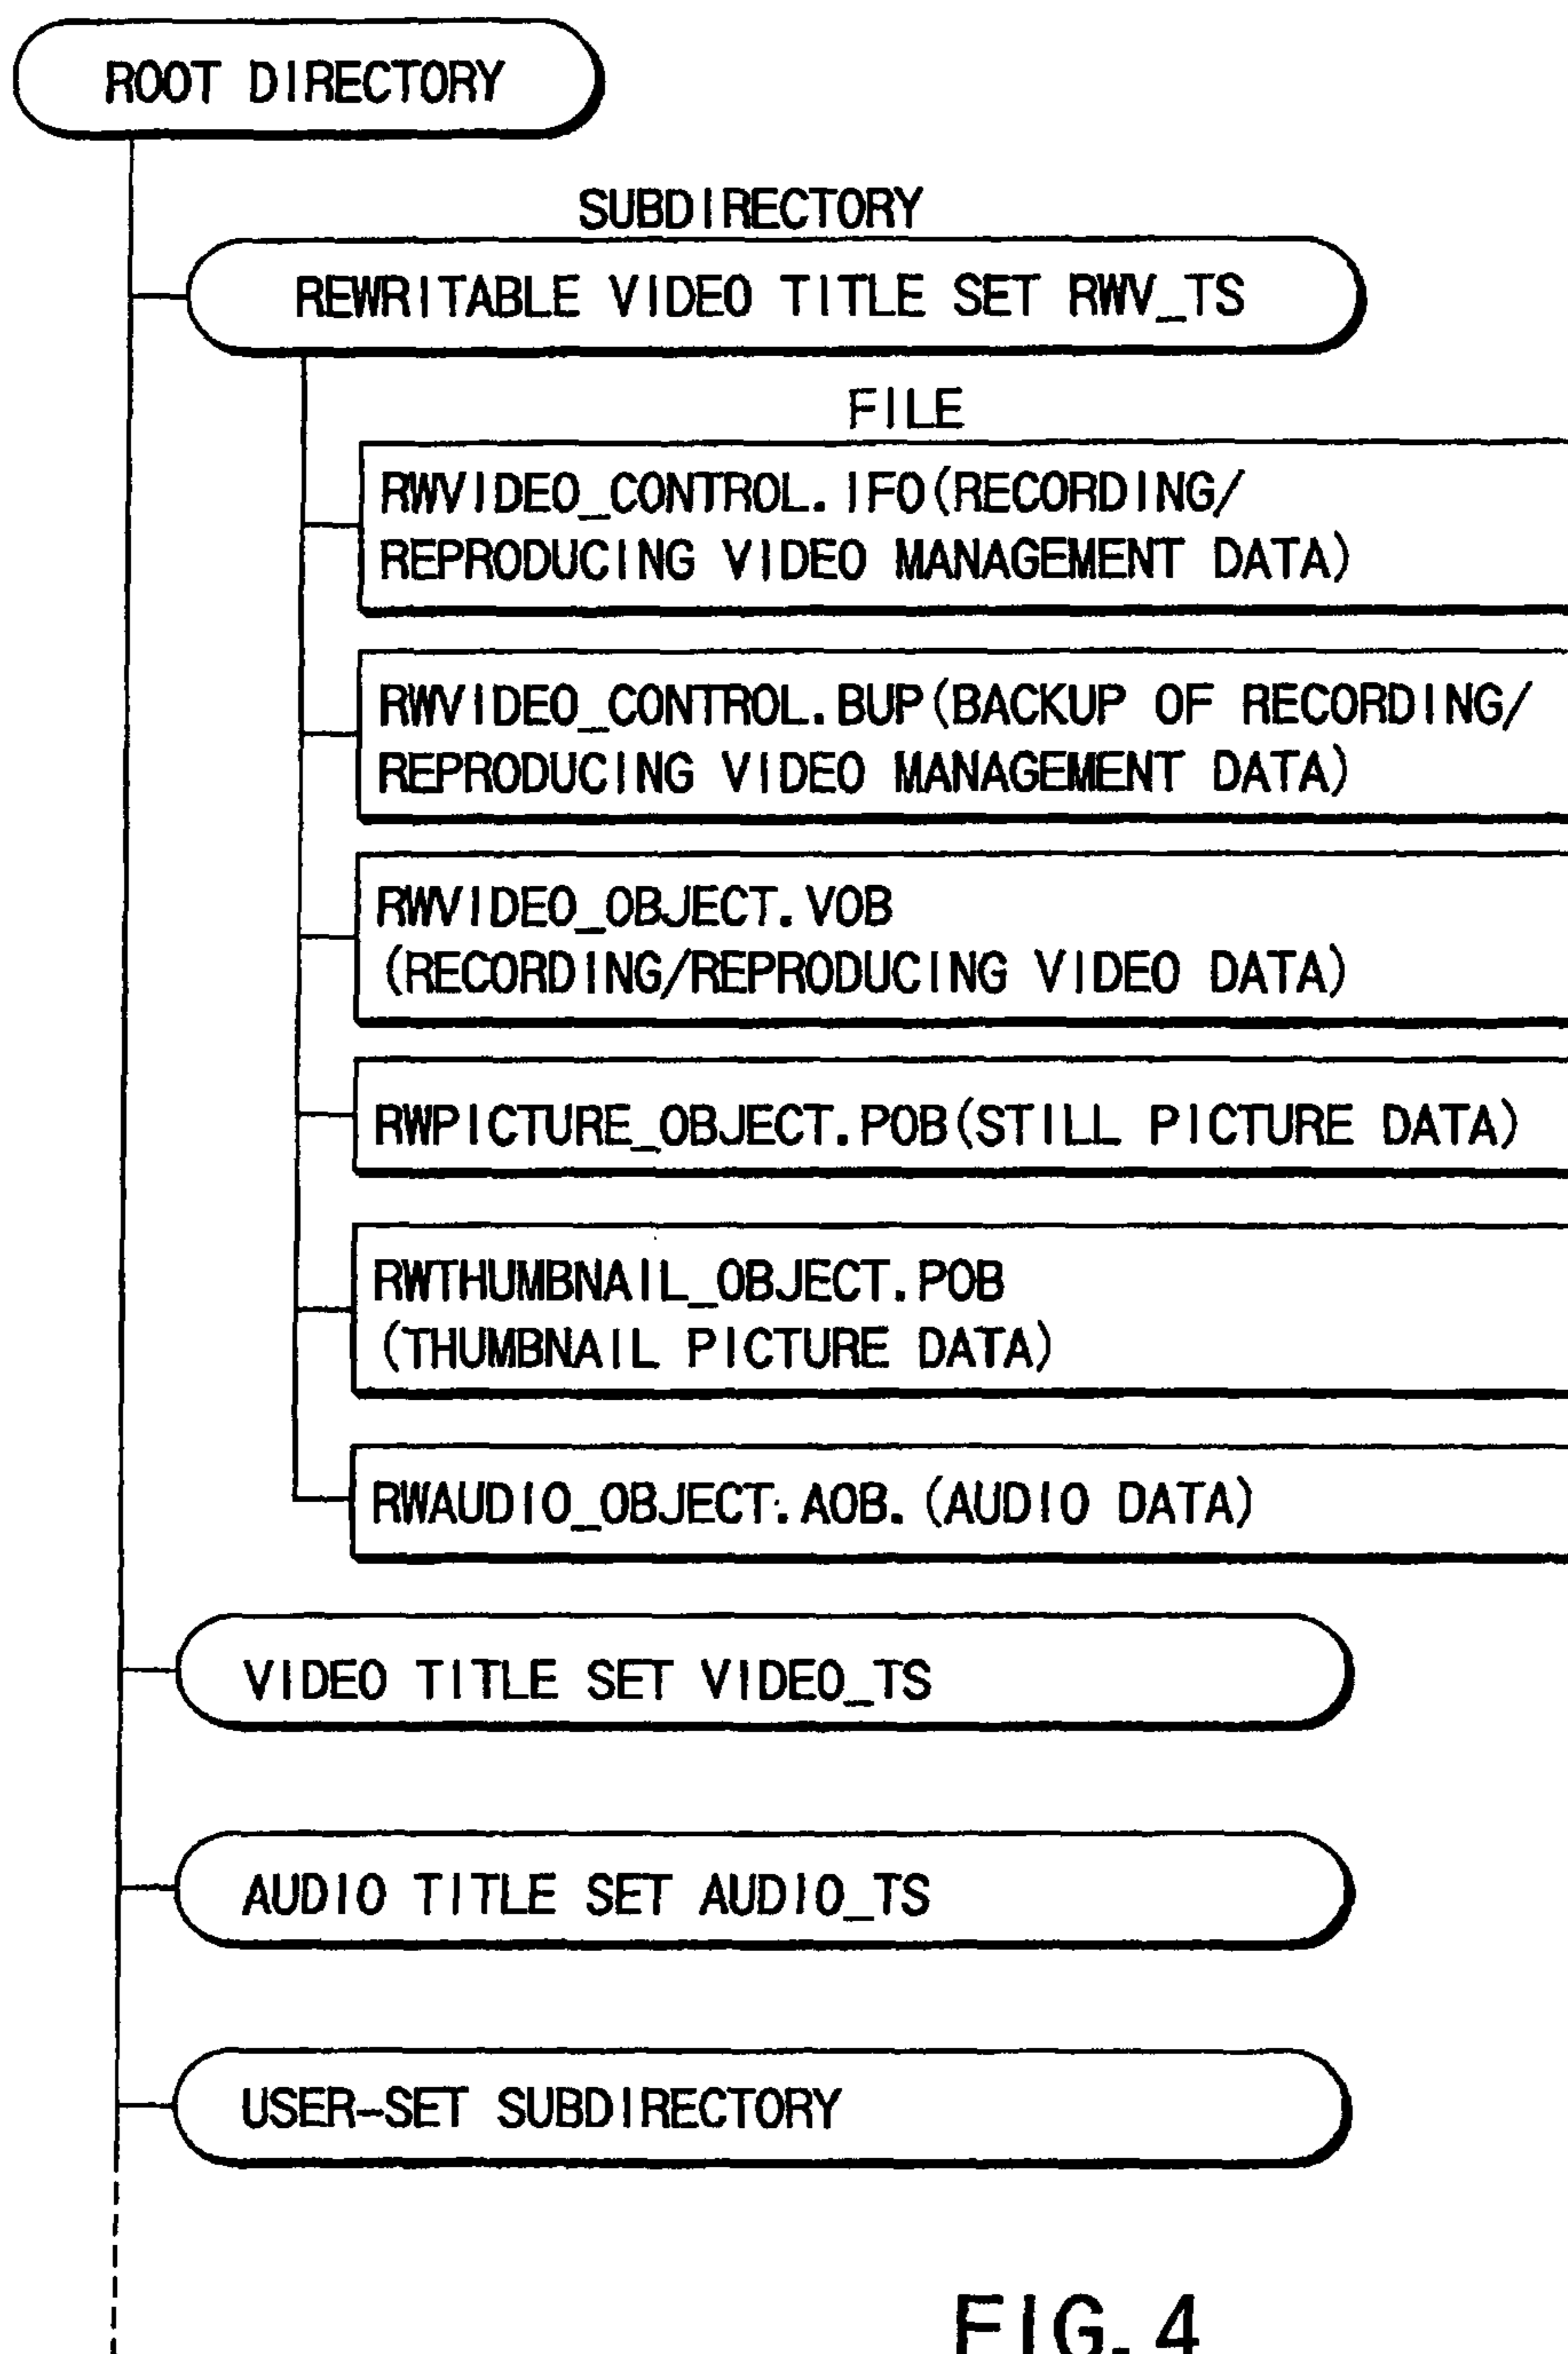 ROOT DIRECTORY
SUBDIRECTORY
REWRITABLE VIDEO TITLE SET RWV_TS
FILE
RWVIDEO_CONTROL.IFO(RECORDING/
REPRODUCING VIDEO MANAGEMENT DATA)
RWVIDEO_CONTROL.BUP(BACKUP OF RECORDING/
REPRODUCING VIDEO MANAGEMENT DATA)
RWVIDEO_OBJECT.VOB
(RECORDING/REPRODUCING VIDEO DATA)
RWPICTURE_OBJECT.POB(STILL PICTURE DATA)
RWTHUMBNAIL_OBJECT.POB
(THUMBNAIL PICTURE DATA)
RWAUDIO_OBJECT.AOB.(AUDIO DATA)
VIDEO TITLE SET VIDEO_TS
AUDIO TITLE SET AUDIO_TS
USER-SET SUBDIRECTORY
FIG.4